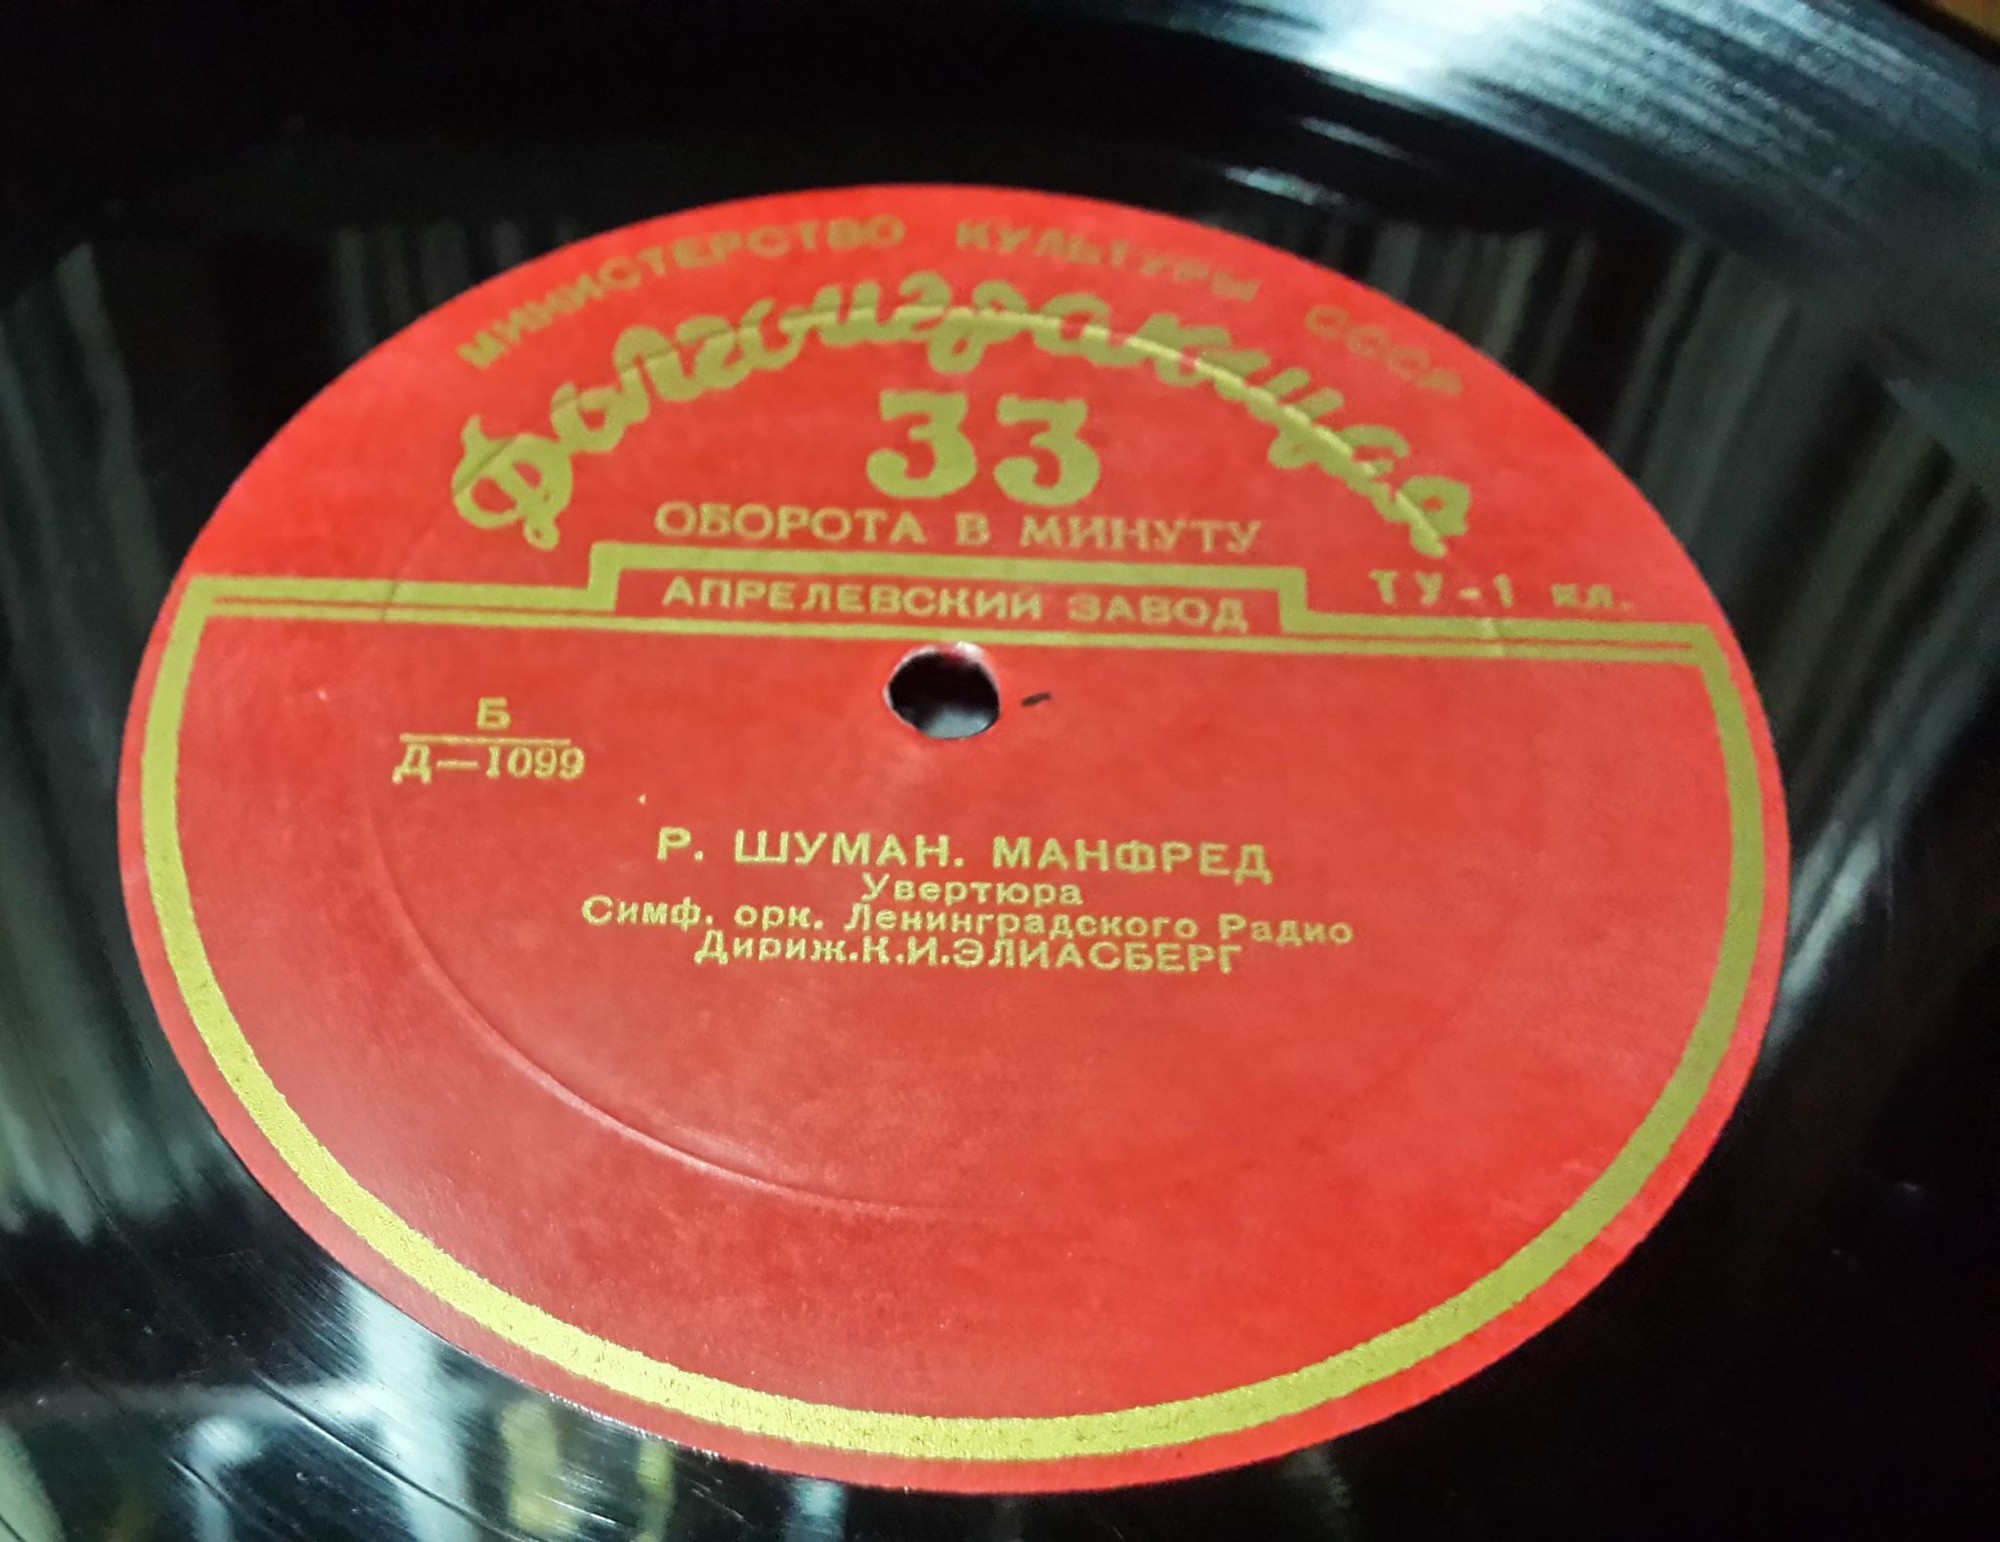 МИНИСТЕРСТВО КУЛЬТУРЫ СССР
Долгоиграющая
33
ОБОРОТА В МИНУТУ
АПРЕЛЕВСКИЙ ЗАВОД
ТУ-1 кл.
Б
Д—1099
Р. ШУМАН. МАНФРЕД
Увертюра
Симф. орк. Ленинградского Радио
Дириж.К.И.ЭЛИАСБЕРГ